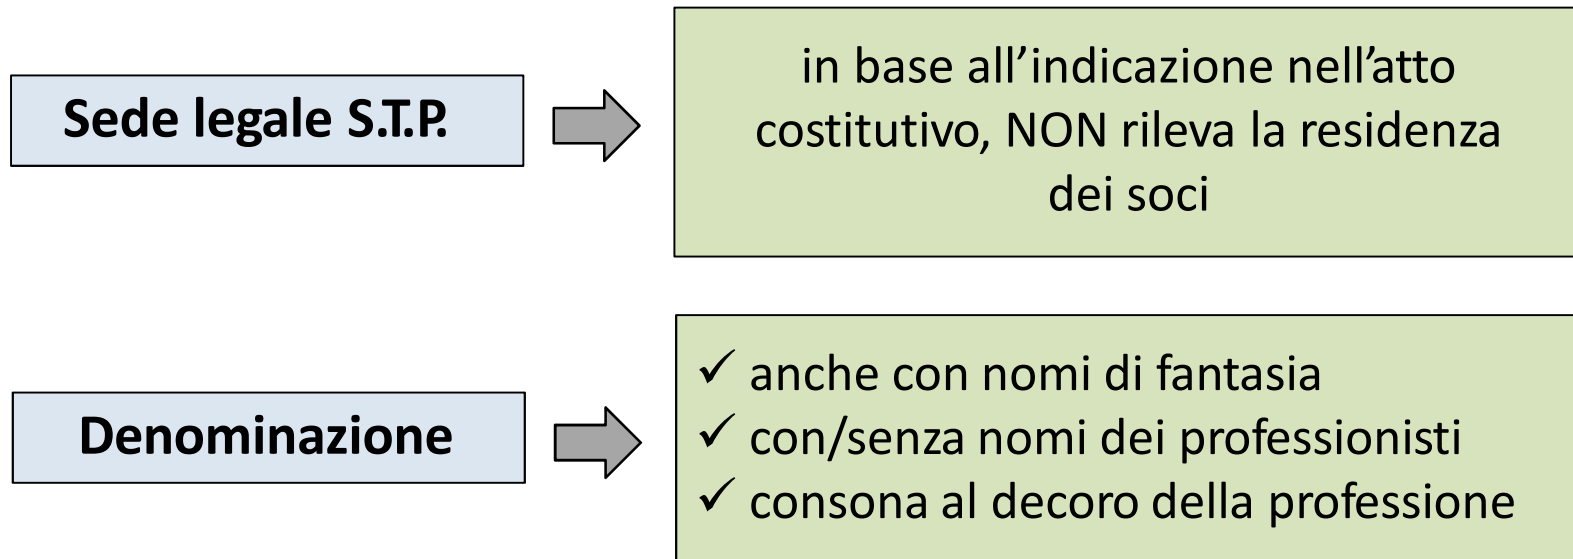 Sede legale S.T.P.
in base all’indicazione nell’atto
costitutivo, NON rileva la residenza
dei soci
Denominazione
✓ anche con nomi di fantasia
✓ con/senza nomi dei professionisti
✓ consona al decoro della professione